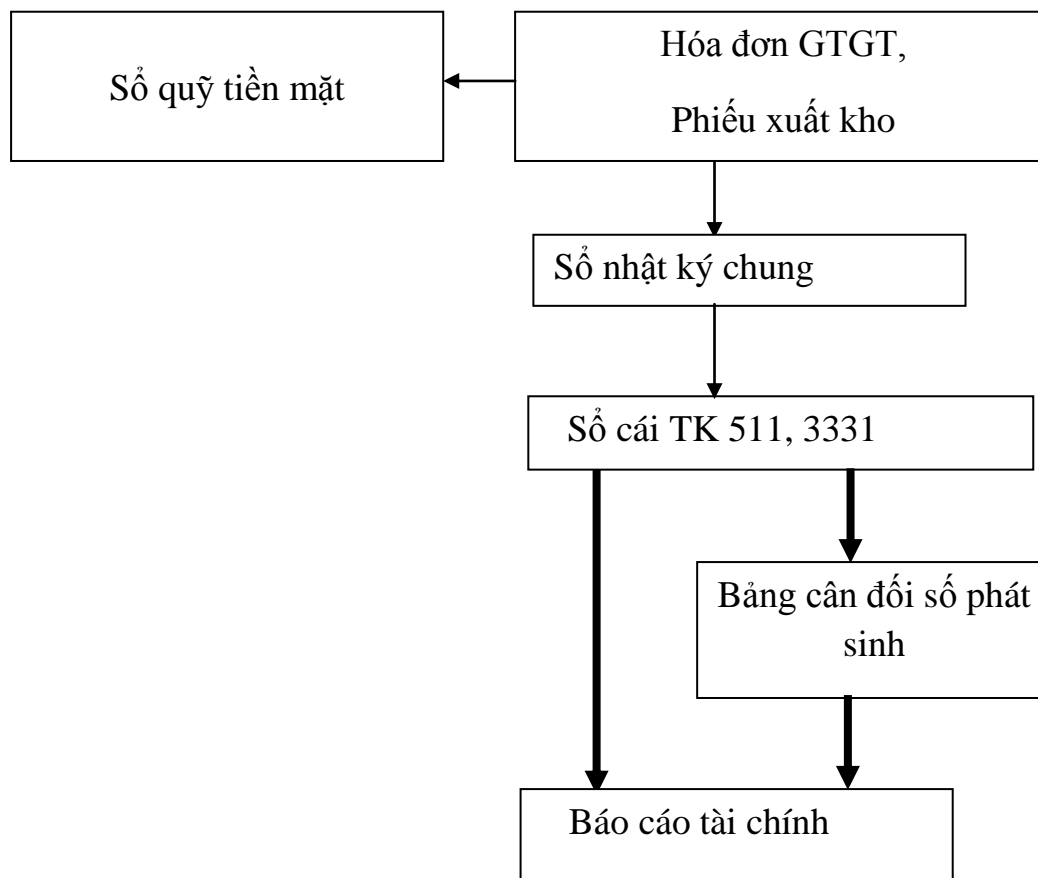 Sổ quỹ tiền mặt
Hóa đơn GTGT,
Phiếu xuất kho
Sổ nhật ký chung
Sổ cái TK 511, 3331
Bảng cân đối số phát
sinh
Báo cáo tài chính